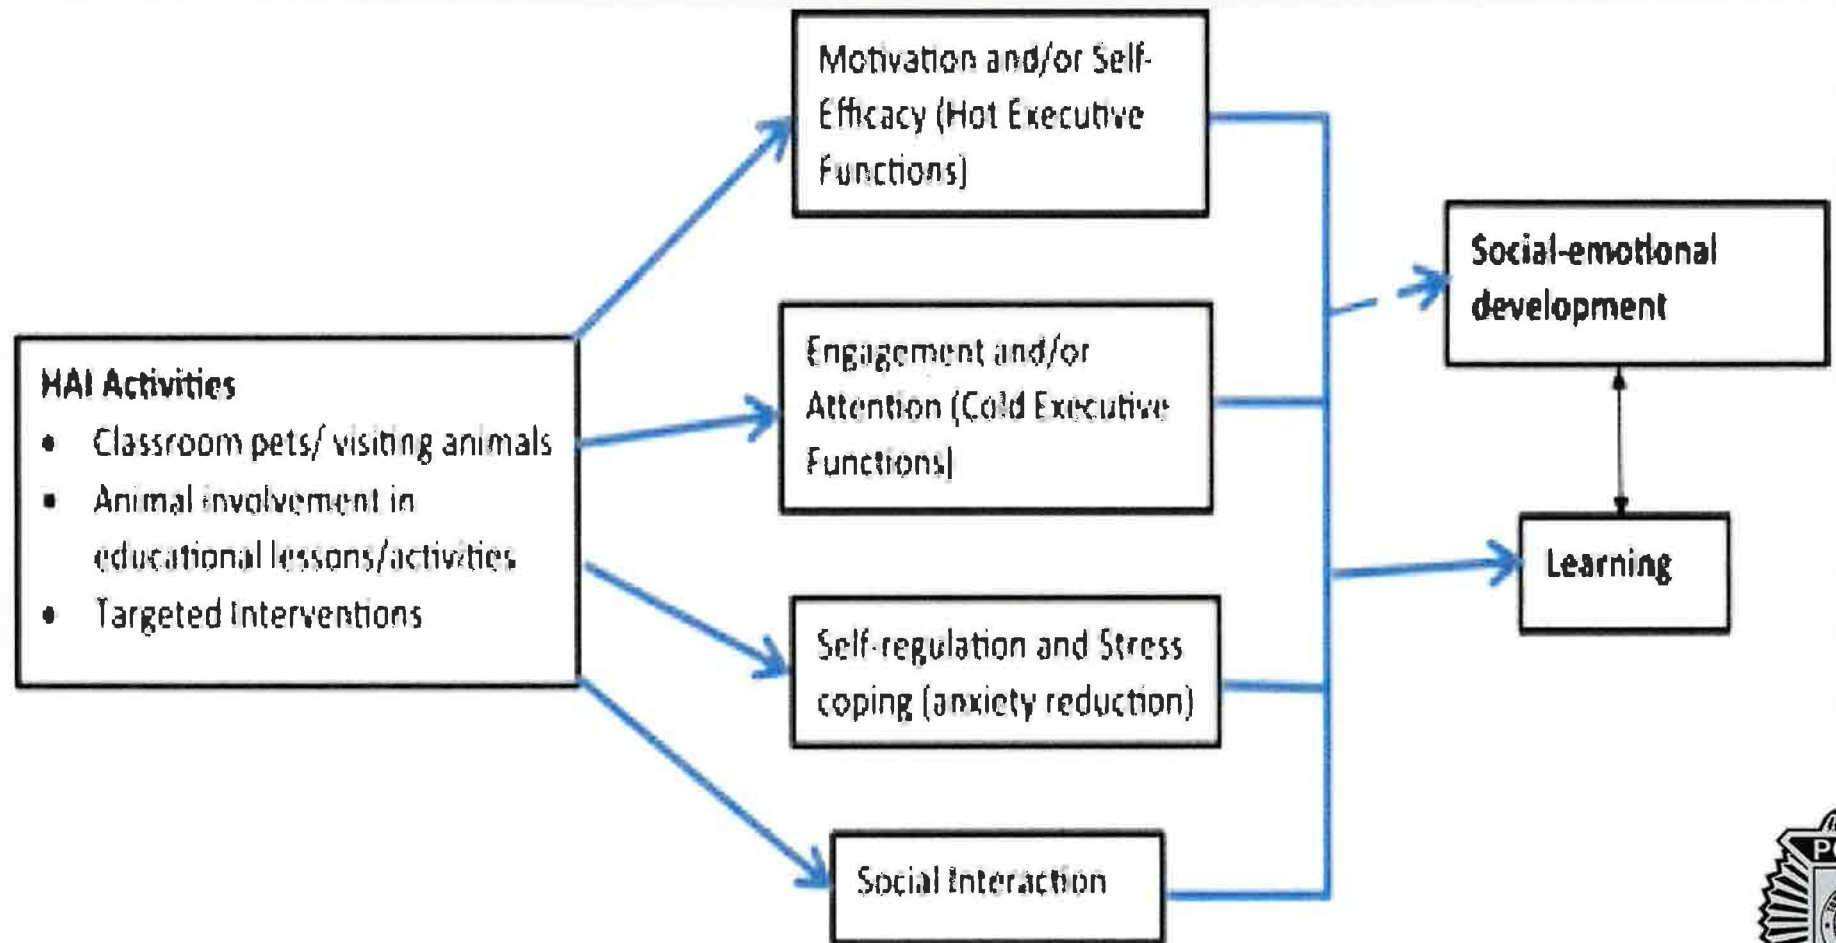 Motivation and/or Self-
Efficacy (Hot Executive
Functions)
Social-emotional
development
Engagement and/or
Attention (Cold Executive
Functions)
HAI Activities
• Classroom pets/ visiting animals
• Animal involvement in
educational lessons/activities
• Targeted Interventions
Learning
Self-regulation and Stress
coping (anxiety reduction)
Social Interaction